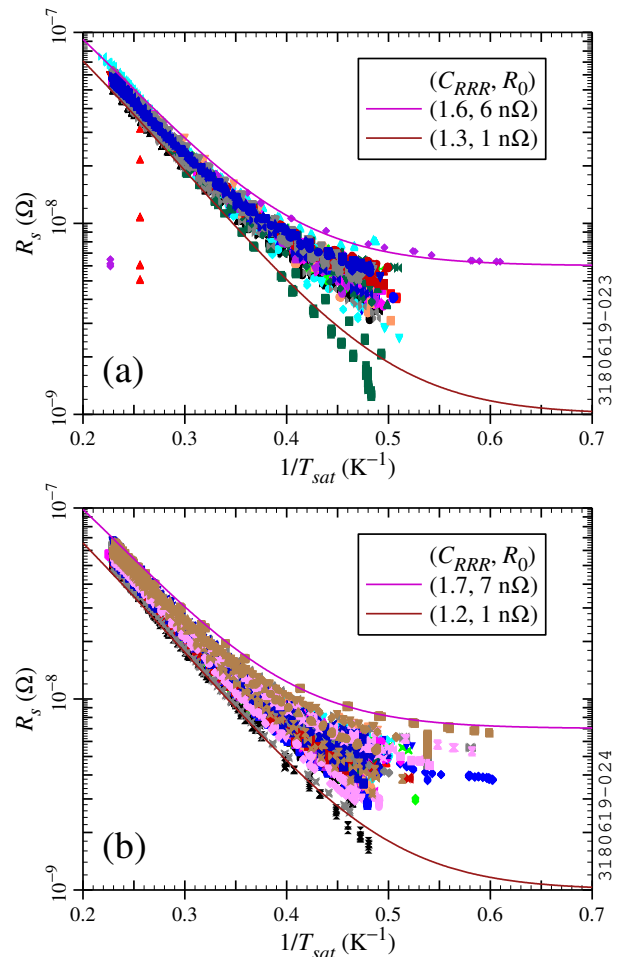 10⁻⁷
(C_RRR, R₀)
(1.6, 6 nΩ)
(1.3, 1 nΩ)
R_s (Ω)
10⁻⁸
(a)
3180619-023
10⁻⁹
0.2 0.3 0.4 0.5 0.6 0.7
1/T_sat (K⁻¹)
10⁻⁷
(C_RRR, R₀)
(1.7, 7 nΩ)
(1.2, 1 nΩ)
R_s (Ω)
10⁻⁸
(b)
3180619-024
10⁻⁹
0.2 0.3 0.4 0.5 0.6 0.7
1/T_sat (K⁻¹)